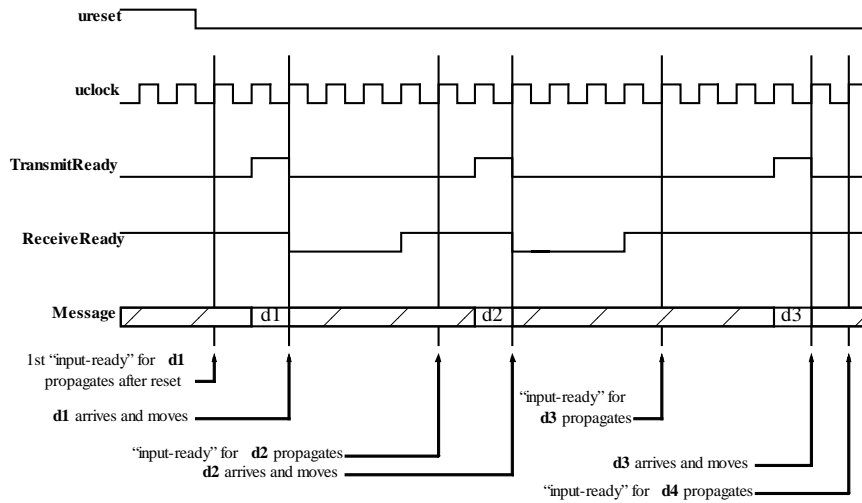 ureset
uclock
TransmitReady
ReceiveReady
Message
d1
d2
d3
1st “input-ready” for d1
propagates after reset
d1 arrives and moves
“input-ready” for
d3 propagates
“input-ready” for d2 propagates
d2 arrives and moves
d3 arrives and moves
“input-ready” for d4 propagates